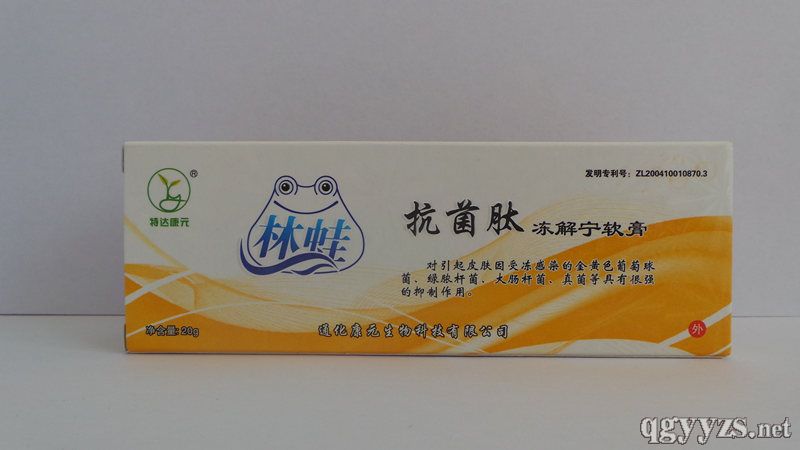 发明专利号：ZL200410010870.3
®
特达康元
林蛙
抗菌肽 冻解宁软膏
对引起皮肤因受冻感染的金黄色葡萄球
菌、绿脓杆菌、大肠杆菌、真菌等具有很强
的抑制作用。
净含量：20g
通化康元生物科技有限公司
外
qgyyzs.net